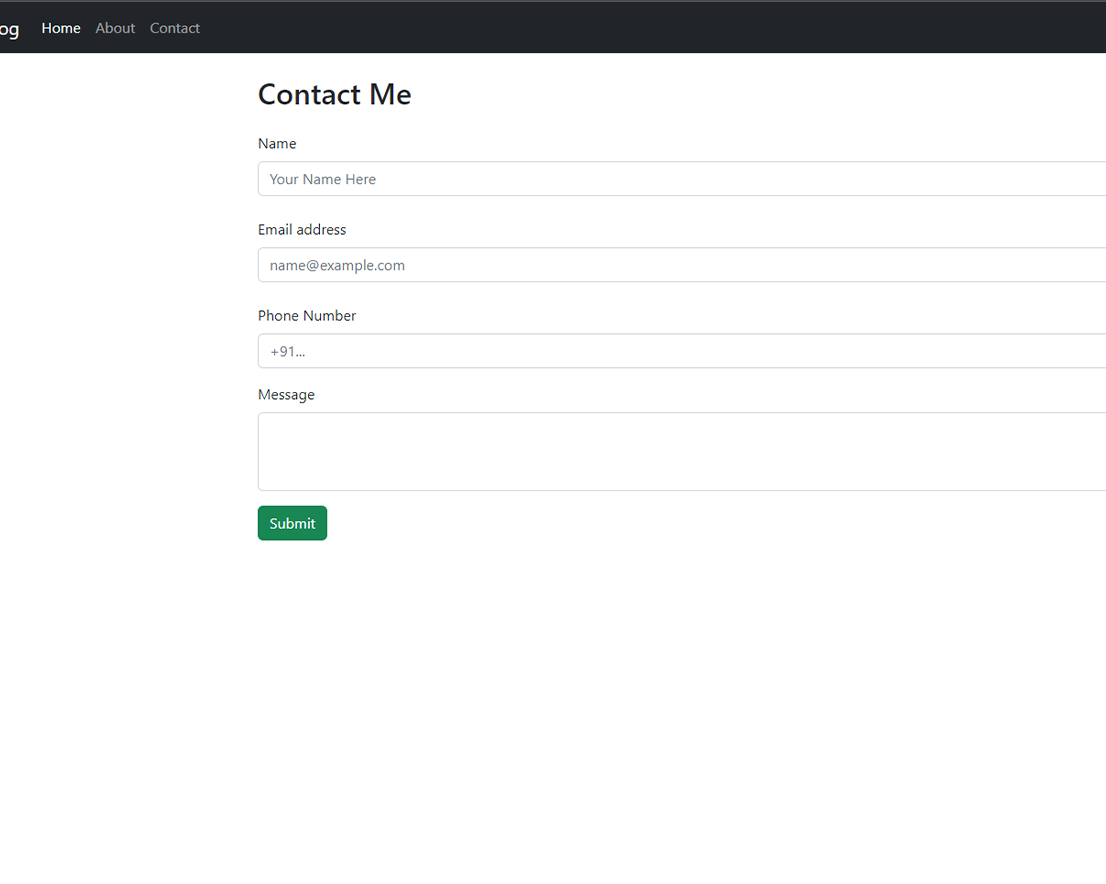 og Home About Contact
Contact Me
Name
Your Name Here
Email address
name@example.com
Phone Number
+91...
Message
Submit